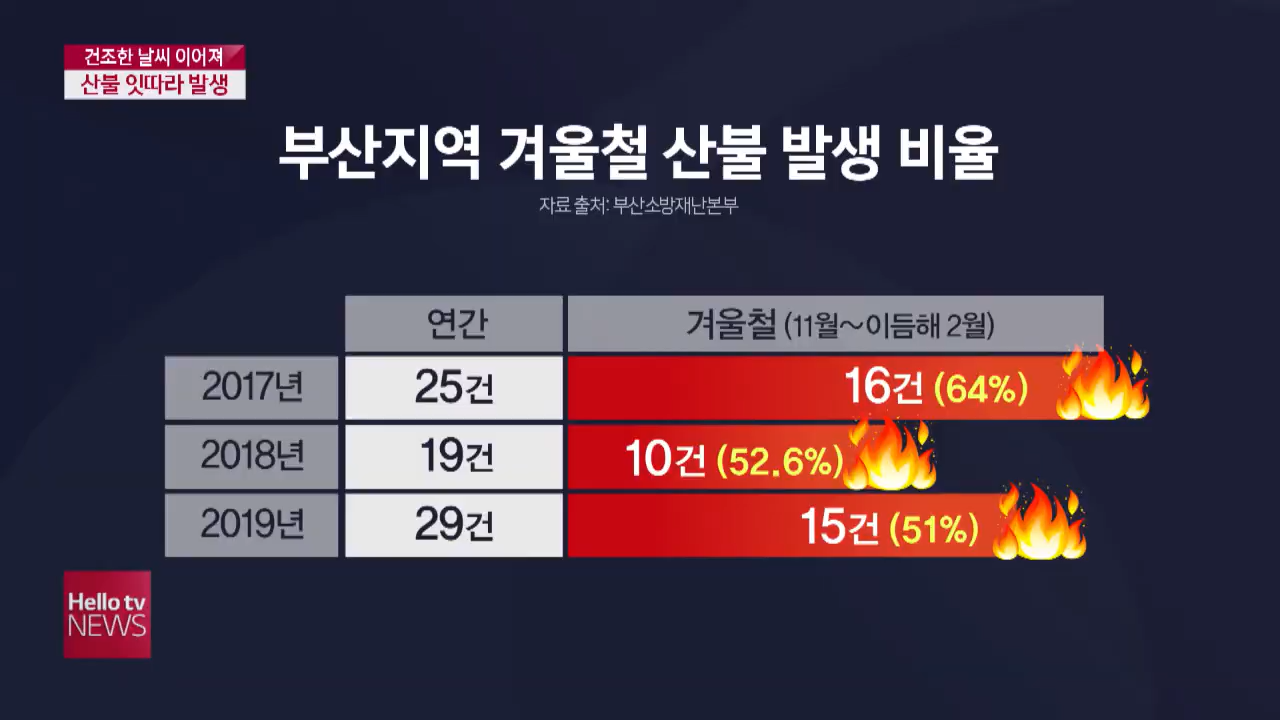 건조한 날씨 이어져
산불 잇따라 발생
부산지역 겨울철 산불 발생 비율
자료 출처: 부산소방재난본부
연간 겨울철 (11월~이듬해 2월)
2017년 25건 16건 (64%)
2018년 19건 10건 (52.6%)
2019년 29건 15건 (51%)
Hello tv
NEWS